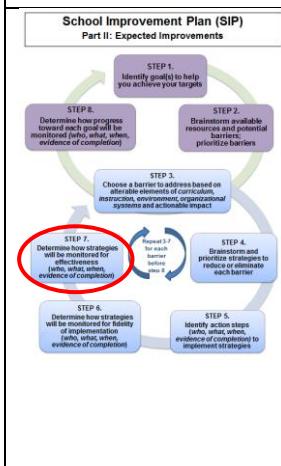 School Improvement Plan (SIP)
Part II: Expected Improvements
STEP 1.
Identify goal(s) to help
you achieve your targets
STEP 2.
Brainstorm available
resources and potential
barriers;
prioritize barriers
STEP 3.
Choose a barrier to address based on
alterable elements of curriculum,
instruction, environment, organizational
systems and actionable impact
STEP 4.
Brainstorm and
prioritize strategies to
reduce or eliminate
each barrier
STEP 5.
Identify action steps
(who, what, when,
evidence of completion) to
implement strategies
STEP 6.
Determine how strategies
will be monitored for fidelity
of implementation
(who, what, when,
evidence of completion)
STEP 7.
Determine how strategies
will be monitored for
effectiveness
(who, what, when,
evidence of completion)
STEP 8.
Determine how progress
toward each goal will be
monitored (who, what, when,
evidence of completion)
Repeat 3-7
for each
barrier
before
step 8